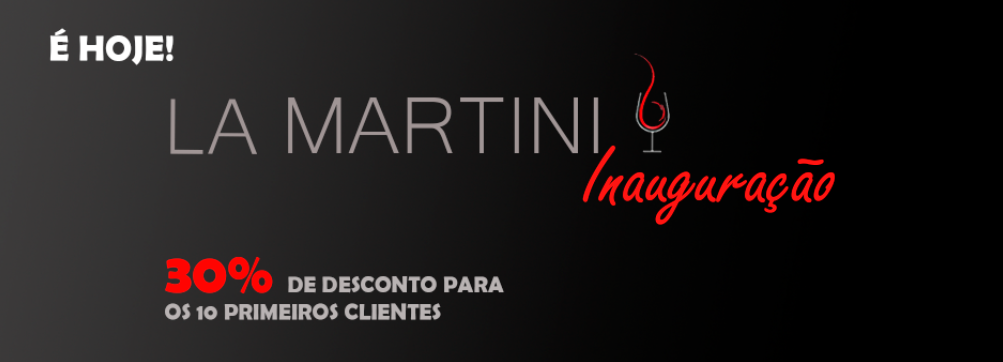 É HOJE!
LA MARTINI
Inauguração
30% DE DESCONTO PARA
OS 10 PRIMEIROS CLIENTES